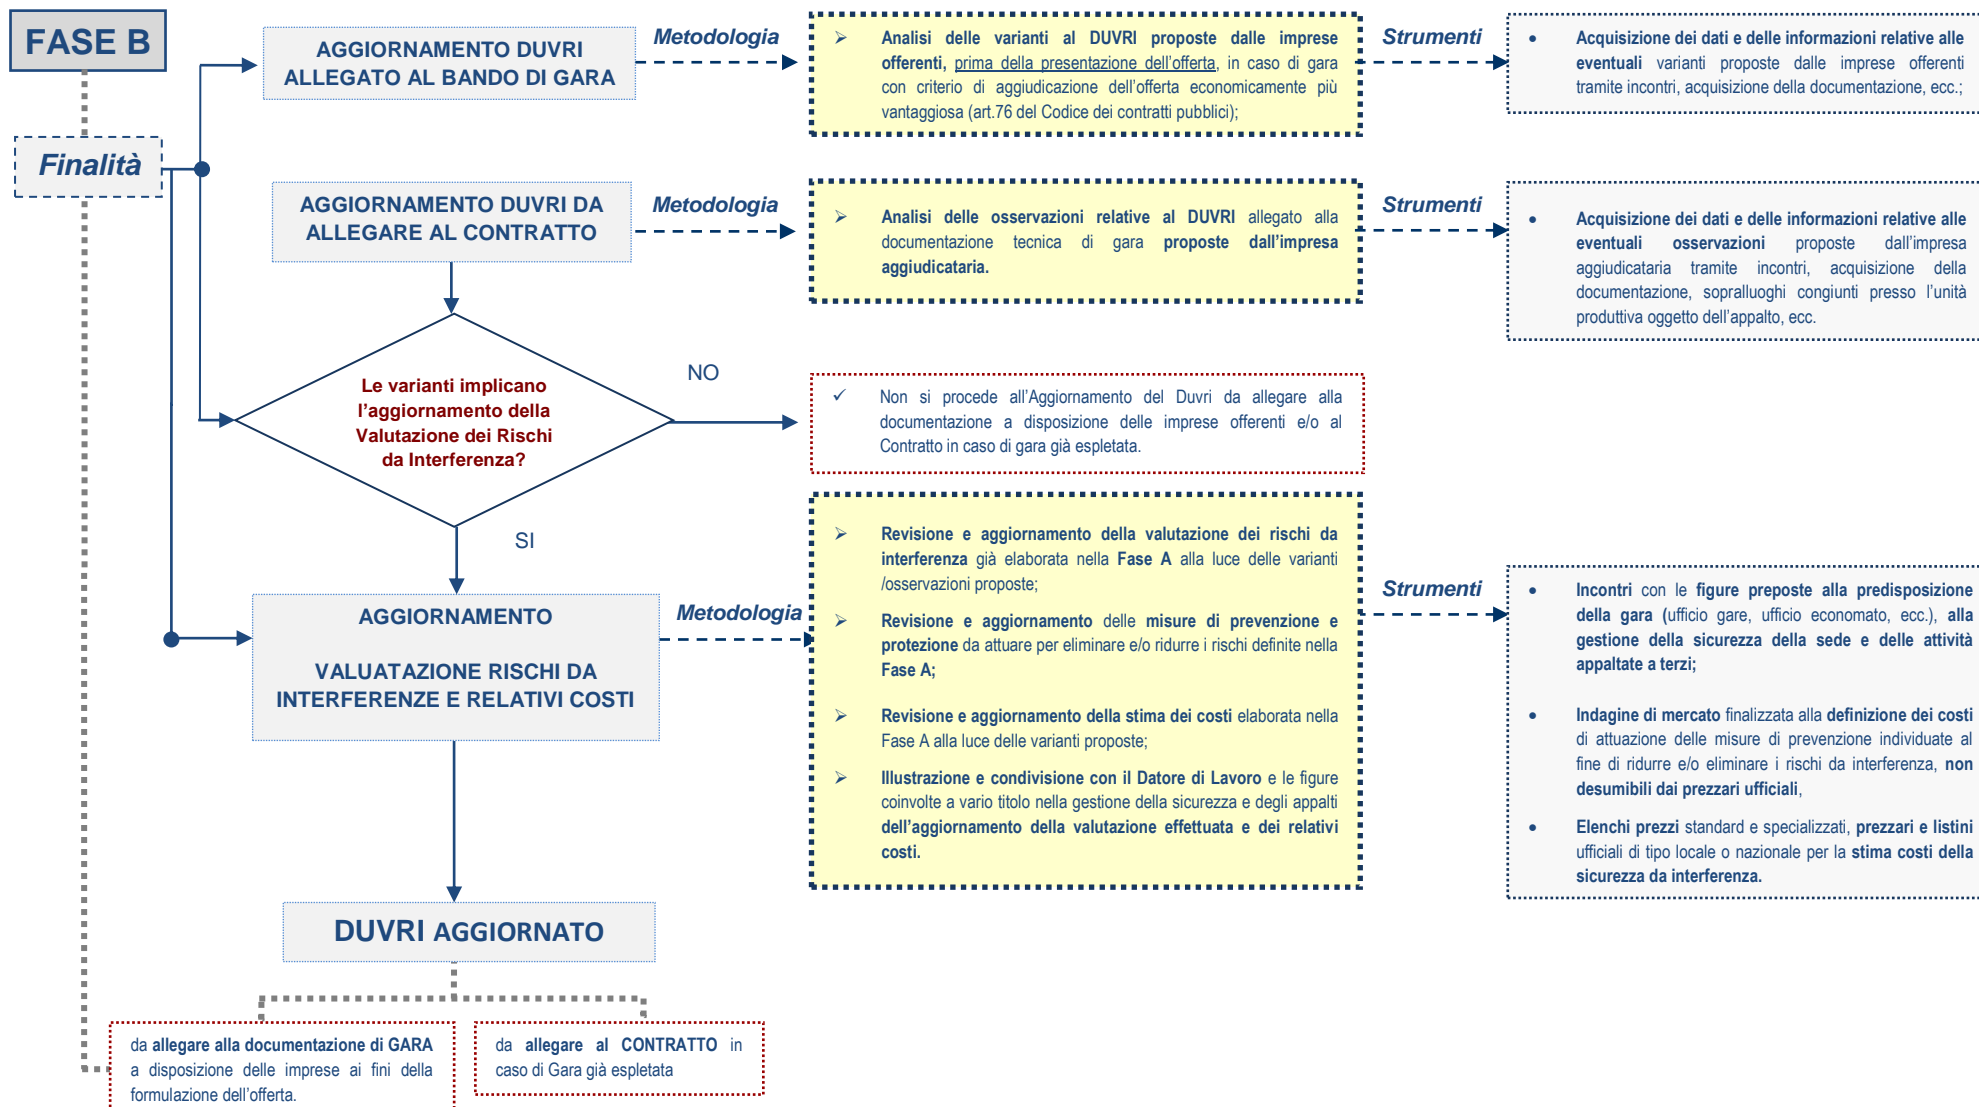 FASE B
Finalità
AGGIORNAMENTO DUVRI
ALLEGATO AL BANDO DI GARA
Metodologia
➢ Analisi delle varianti al DUVRI proposte dalle imprese
offerenti, prima della presentazione dell'offerta, in caso di gara
con criterio di aggiudicazione dell'offerta economicamente più
vantaggiosa (art.76 del Codice dei contratti pubblici);
Strumenti
• Acquisizione dei dati e delle informazioni relative alle
eventuali varianti proposte dalle imprese offerenti
tramite incontri, acquisizione della documentazione, ecc.;
AGGIORNAMENTO DUVRI DA
ALLEGARE AL CONTRATTO
Metodologia
➢ Analisi delle osservazioni relative al DUVRI allegato alla
documentazione tecnica di gara proposte dall'impresa
aggiudicataria.
Strumenti
• Acquisizione dei dati e delle informazioni relative alle
eventuali osservazioni proposte dall'impresa
aggiudicataria tramite incontri, acquisizione della
documentazione, sopralluoghi congiunti presso l'unità
produttiva oggetto dell'appalto, ecc.
Le varianti implicano
l'aggiornamento della
Valutazione dei Rischi
da Interferenza?
NO
✓ Non si procede all'Aggiornamento del Duvri da allegare alla
documentazione a disposizione delle imprese offerenti e/o al
Contratto in caso di gara già espletata.
SI
AGGIORNAMENTO
VALUATAZIONE RISCHI DA
INTERFERENZE E RELATIVI COSTI
Metodologia
➢ Revisione e aggiornamento della valutazione dei rischi da
interferenza già elaborata nella Fase A alla luce delle varianti
/osservazioni proposte;
➢ Revisione e aggiornamento delle misure di prevenzione e
protezione da attuare per eliminare e/o ridurre i rischi definite nella
Fase A;
➢ Revisione e aggiornamento della stima dei costi elaborata nella
Fase A alla luce delle varianti proposte;
➢ Illustrazione e condivisione con il Datore di Lavoro e le figure
coinvolte a vario titolo nella gestione della sicurezza e degli appalti
dell'aggiornamento della valutazione effettuata e dei relativi
costi.
Strumenti
• Incontri con le figure preposte alla predisposizione
della gara (ufficio gare, ufficio economato, ecc.), alla
gestione della sicurezza della sede e delle attività
appaltate a terzi;
• Indagine di mercato finalizzata alla definizione dei costi
di attuazione delle misure di prevenzione individuate al
fine di ridurre e/o eliminare i rischi da interferenza, non
desumibili dai prezzari ufficiali,
• Elenchi prezzi standard e specializzati, prezzari e listini
ufficiali di tipo locale o nazionale per la stima costi della
sicurezza da interferenza.
DUVRI AGGIORNATO
da allegare alla documentazione di GARA
a disposizione delle imprese ai fini della
formulazione dell'offerta.
da allegare al CONTRATTO in
caso di Gara già espletata